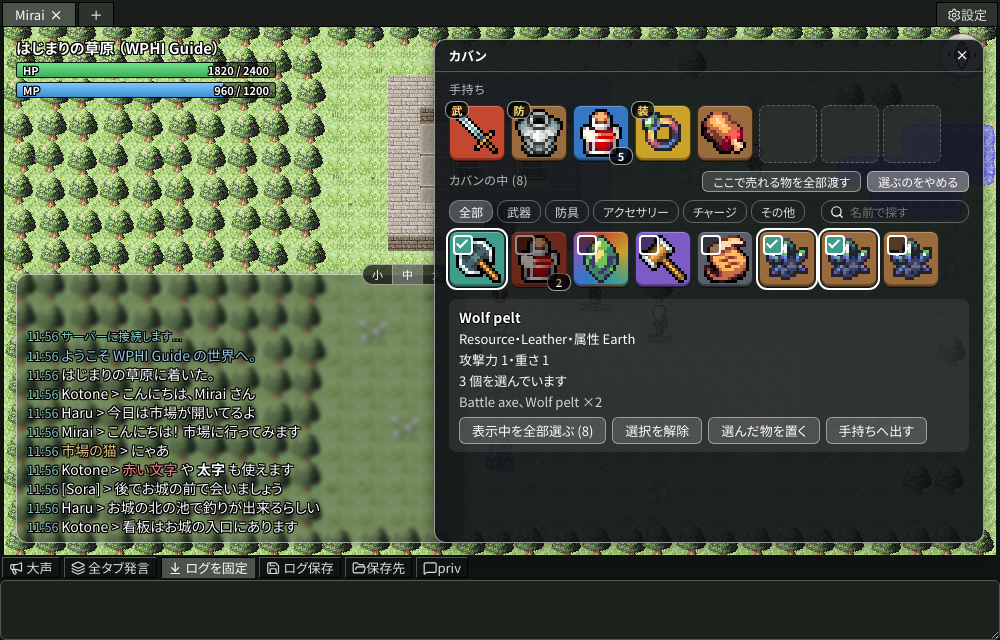 Mirai ×
+
設定
はじまりの草原 (WPHI Guide)
HP 1820 / 2400
MP 960 / 1200
カバン
手持ち
武 防 装
5
カバンの中 (8)
ここで売れる物を全部渡す 選ぶのをやめる
全部 武器 防具 アクセサリー チャージ その他 名前で探す
2
小 中
Wolf pelt
Resource・Leather・属性 Earth
攻撃力 1・重さ 1
3 個を選んでいます
Battle axe、Wolf pelt ×2
表示中を全部選ぶ (8) 選択を解除 選んだ物を置く 手持ちへ出す
11:56 サーバーに接続します...
11:56 ようこそ WPHI Guide の世界へ。
11:56 はじまりの草原に着いた。
11:56 Kotone > こんにちは、Mirai さん
11:56 Haru > 今日は市場が開いてるよ
11:56 Mirai > こんにちは! 市場に行ってみます
11:56 市場の猫 > にゃあ
11:56 Kotone > 赤い文字 や 太字 も使えます
11:56 [Sora] > 後でお城の前で会いましょう
11:56 Haru > お城の北の池で釣りが出来るらしい
11:56 Kotone > 看板はお城の入口にあります
大声 全タブ発言 ログを固定 ログ保存 保存先 priv